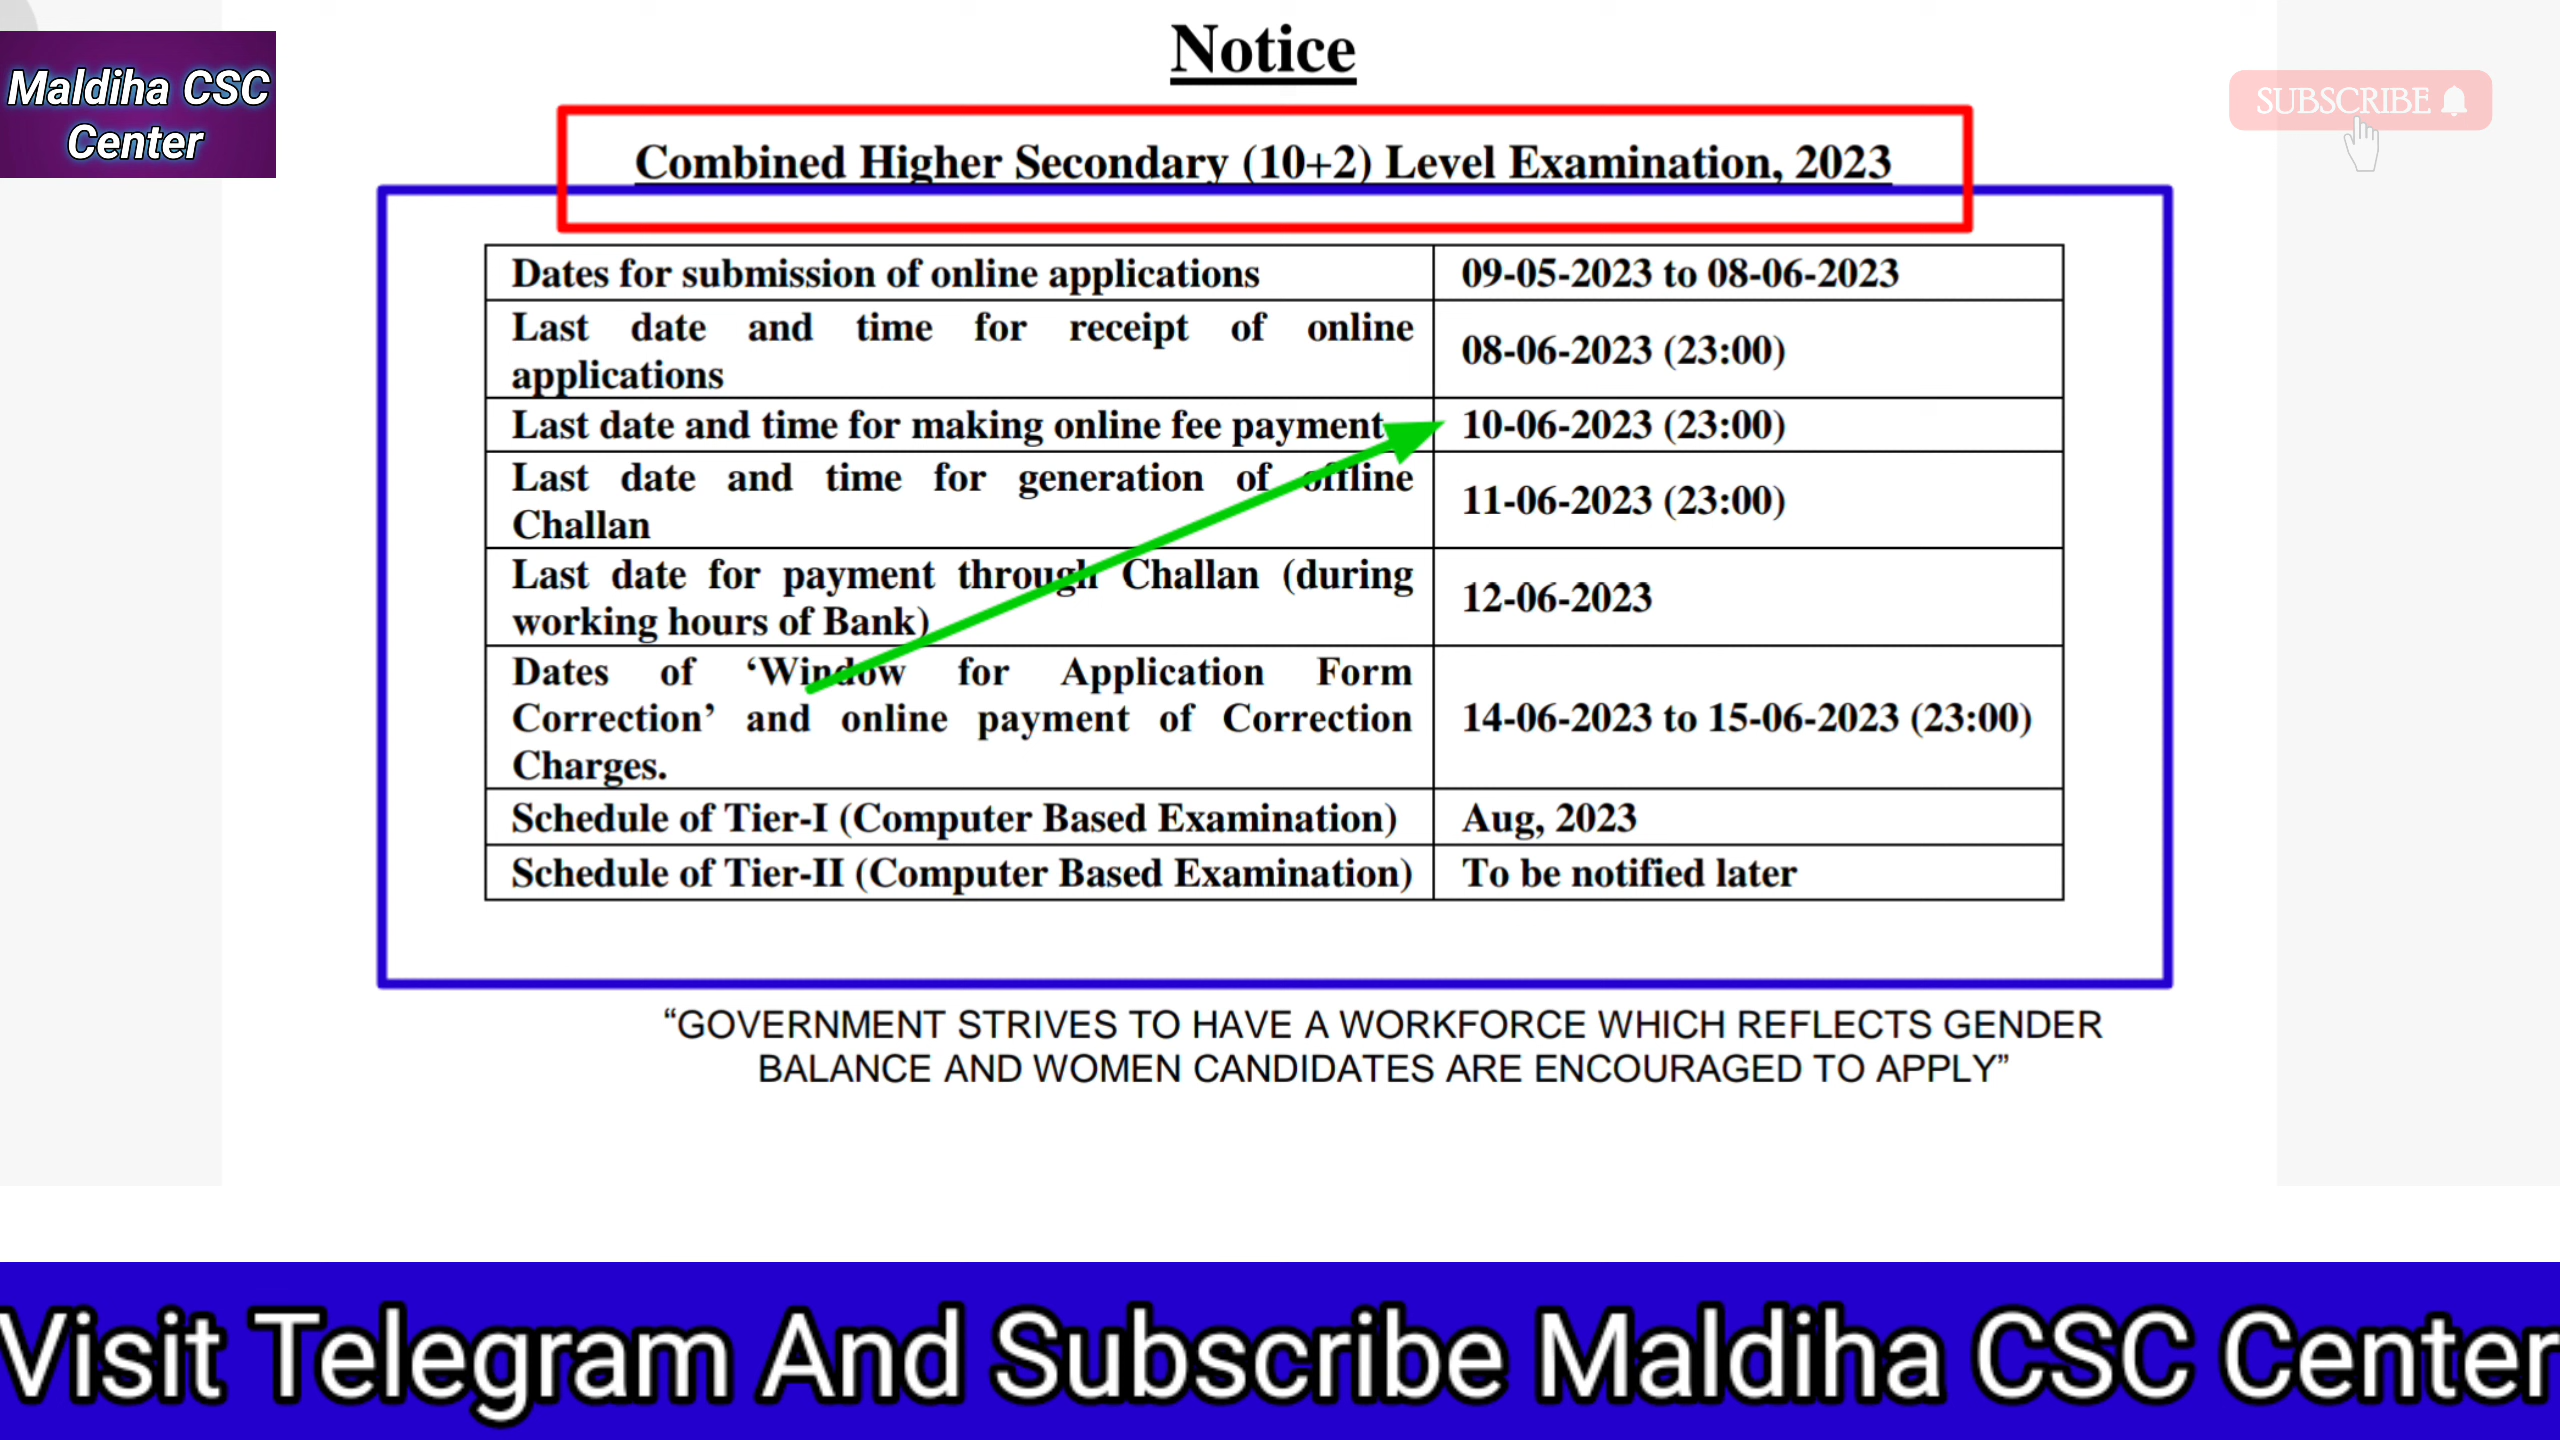 Notice
Maldiha CSC
Center
SUBSCRIBE
Combined Higher Secondary (10+2) Level Examination, 2023
Dates for submission of online applications 09-05-2023 to 08-06-2023
Last date and time for receipt of online
applications
08-06-2023 (23:00)
Last date and time for making online fee payment 10-06-2023 (23:00)
Last date and time for generation of offline
Challan
11-06-2023 (23:00)
Last date for payment through Challan (during
working hours of Bank)
12-06-2023
Dates of ‘Window for Application Form
Correction’ and online payment of Correction
Charges.
14-06-2023 to 15-06-2023 (23:00)
Schedule of Tier-I (Computer Based Examination) Aug, 2023
Schedule of Tier-II (Computer Based Examination) To be notified later
“GOVERNMENT STRIVES TO HAVE A WORKFORCE WHICH REFLECTS GENDER
BALANCE AND WOMEN CANDIDATES ARE ENCOURAGED TO APPLY”
Visit Telegram And Subscribe Maldiha CSC Center